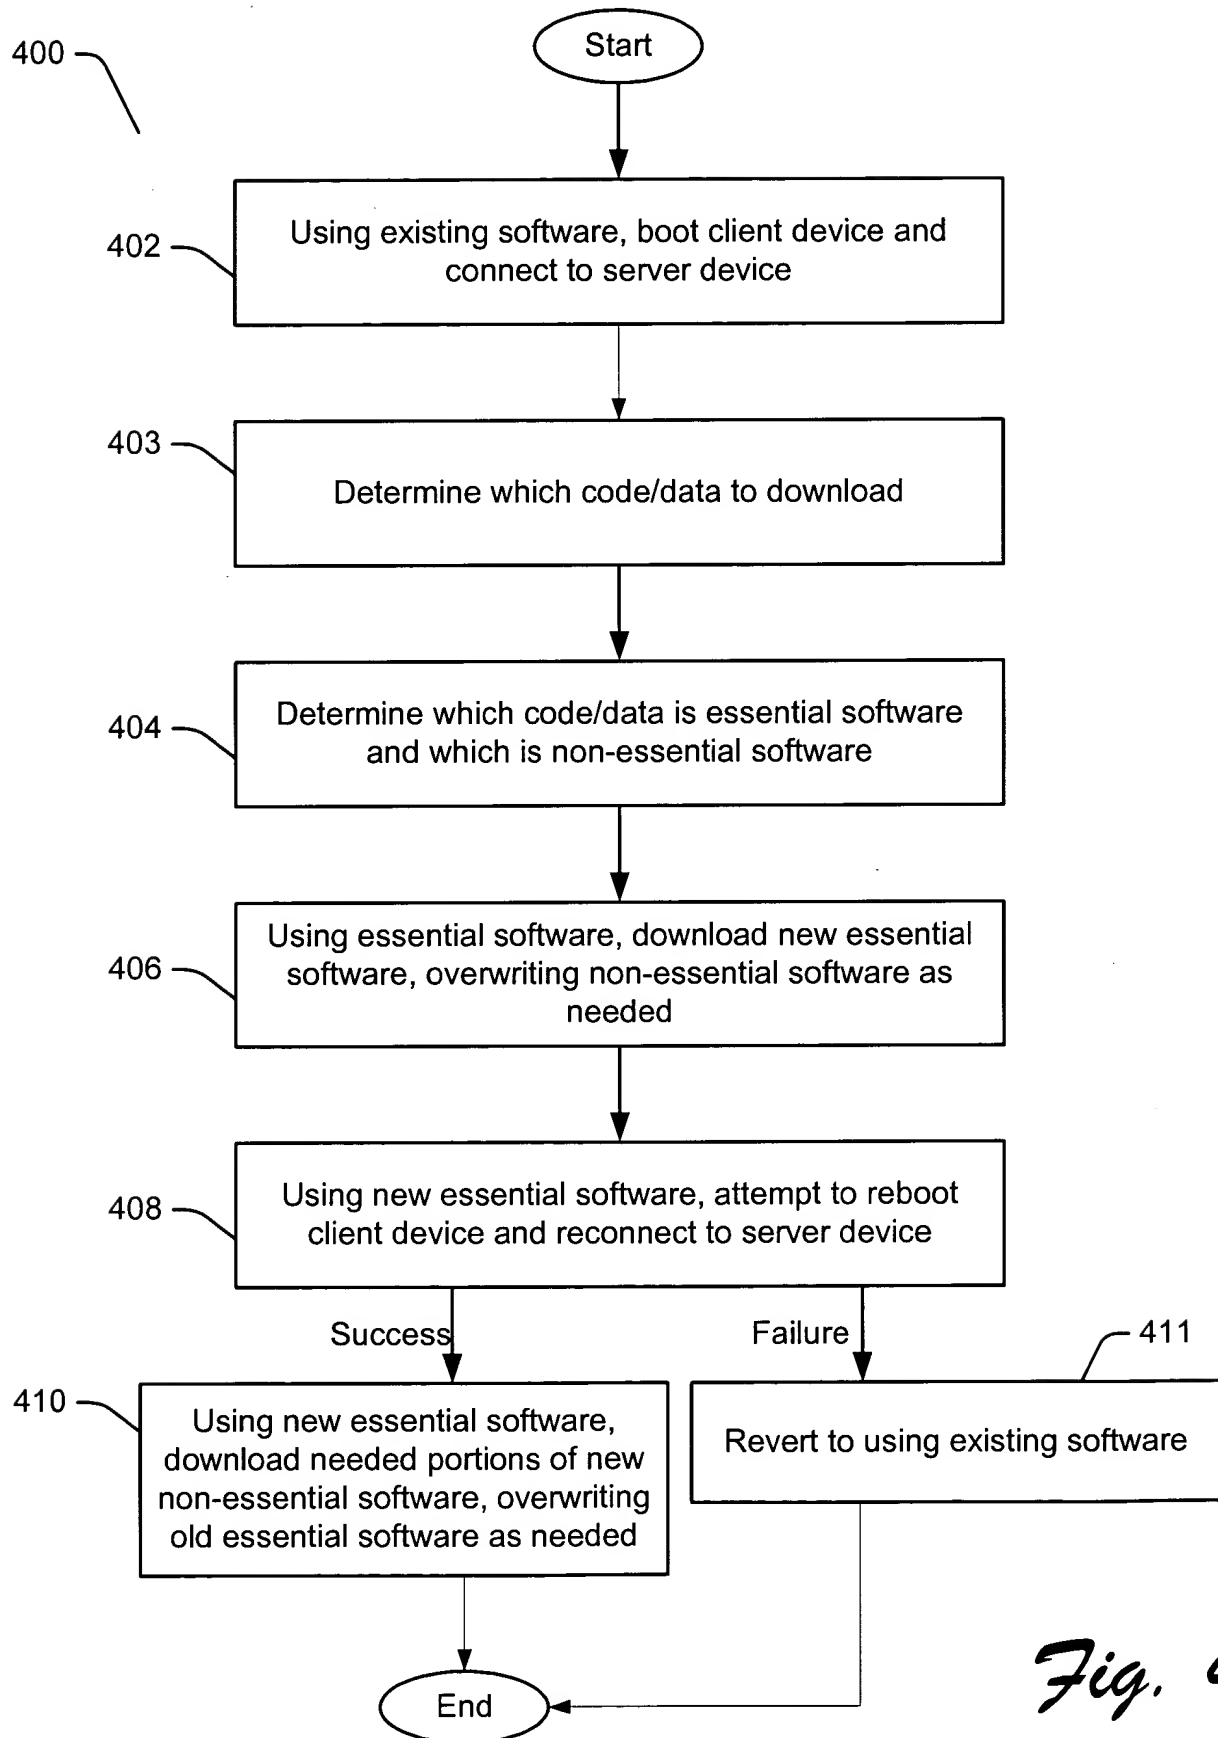 Start
400
402
Using existing software, boot client device and
connect to server device
403
Determine which code/data to download
404
Determine which code/data is essential software
and which is non-essential software
406
Using essential software, download new essential
software, overwriting non-essential software as
needed
408
Using new essential software, attempt to reboot
client device and reconnect to server device
Success
Failure
411
410
Using new essential software,
download needed portions of new
non-essential software, overwriting
old essential software as needed
Revert to using existing software
End
Fig.